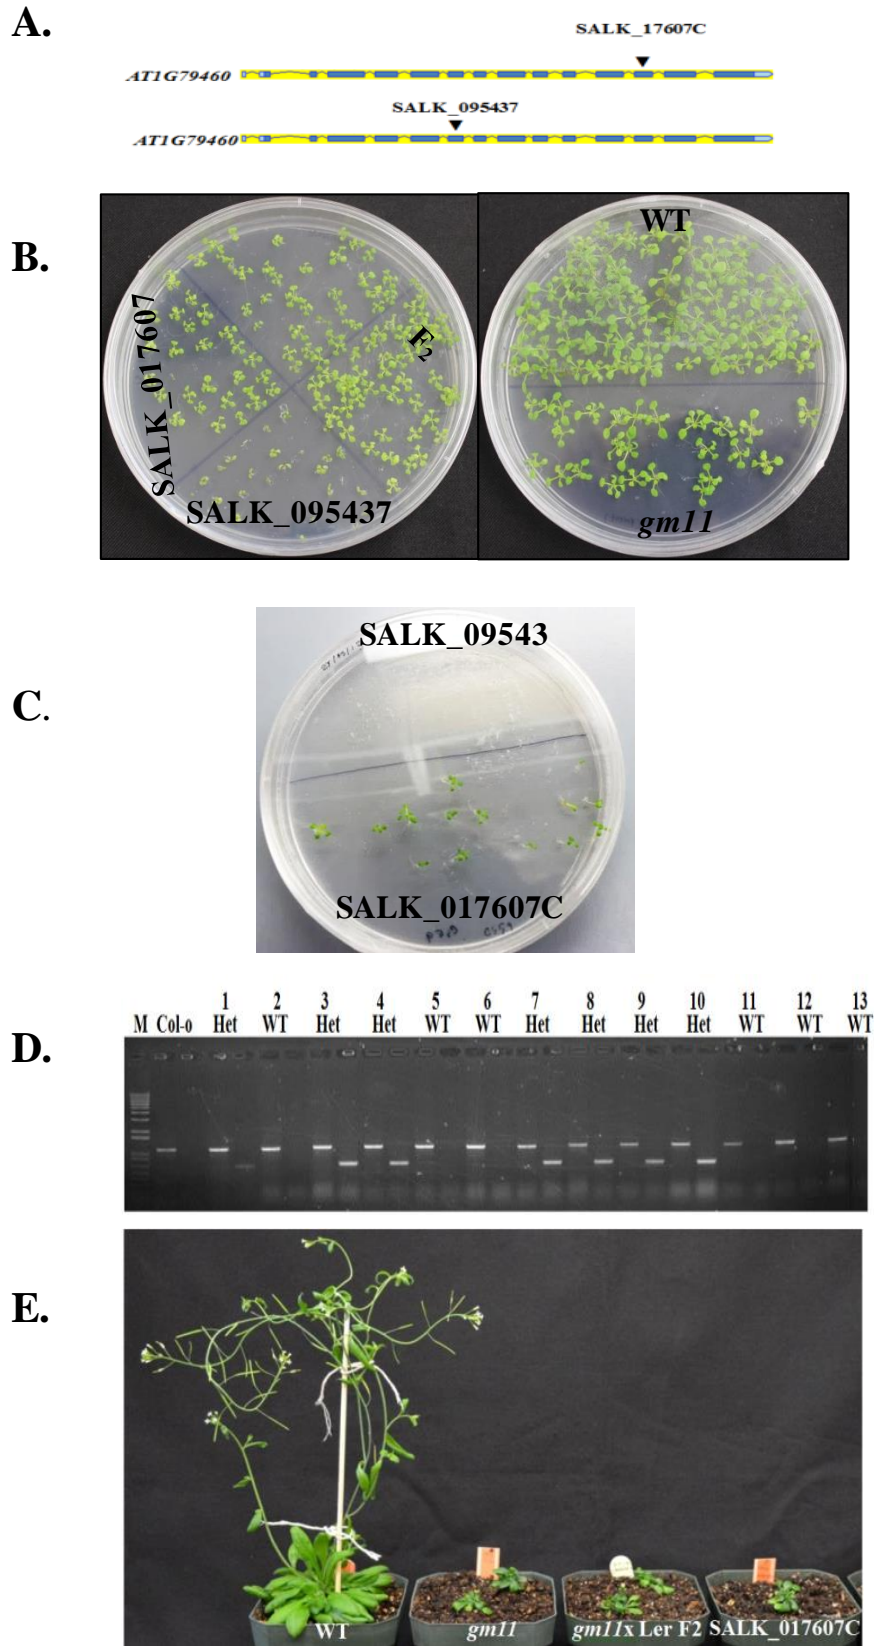 A.
SALK_17607C
AT1G79460
SALK_095437
AT1G79460
B.
SALK_017607
F2
SALK_095437
WT
gm11
C.
SALK_09543
SALK_017607C
D.
1 2 3 4 5 6 7 8 9 10 11 12 13
M Col-o Het WT Het Het WT WT Het Het Het Het WT WT WT
E.
WT
gm11
gm11x Ler F2
SALK_017607C